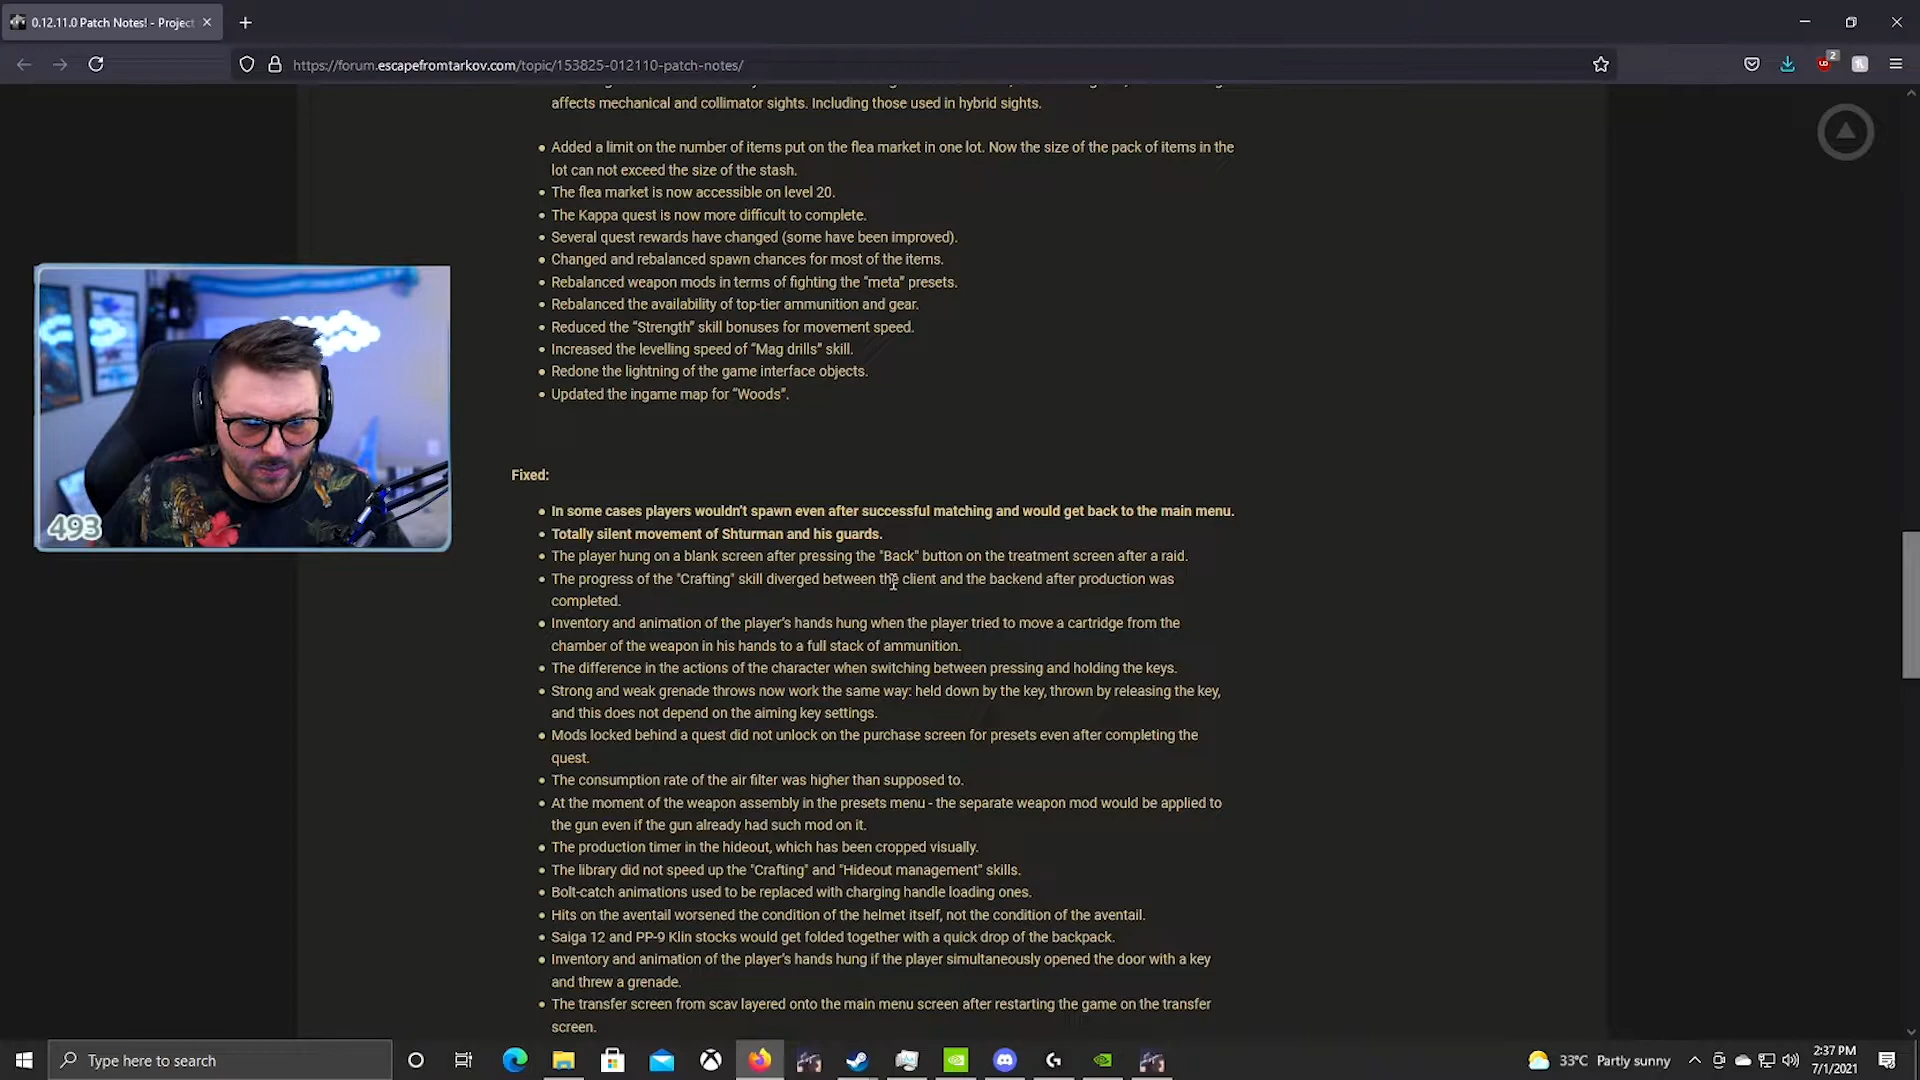 0.12.11.0 Patch Notes! - Project
https://forum.escapefromtarkov.com/topic/153825-012110-patch-notes/
2
affects mechanical and collimator sights. Including those used in hybrid sights.
Added a limit on the number of items put on the flea market in one lot. Now the size of the pack of items in the
lot can not exceed the size of the stash.
The flea market is now accessible on level 20.
The Kappa quest is now more difficult to complete.
Several quest rewards have changed (some have been improved).
Changed and rebalanced spawn chances for most of the items.
Rebalanced weapon mods in terms of fighting the “meta” presets.
Rebalanced the availability of top-tier ammunition and gear.
Reduced the “Strength” skill bonuses for movement speed.
Increased the levelling speed of “Mag drills” skill.
Redone the lightning of the game interface objects.
Updated the ingame map for “Woods”.
493
Fixed:
In some cases players wouldn’t spawn even after successful matching and would get back to the main menu.
Totally silent movement of Shturman and his guards.
The player hung on a blank screen after pressing the "Back" button on the treatment screen after a raid.
The progress of the "Crafting" skill diverged between the client and the backend after production was
completed.
Inventory and animation of the player’s hands hung when the player tried to move a cartridge from the
chamber of the weapon in his hands to a full stack of ammunition.
The difference in the actions of the character when switching between pressing and holding the keys.
Strong and weak grenade throws now work the same way: held down by the key, thrown by releasing the key,
and this does not depend on the aiming key settings.
Mods locked behind a quest did not unlock on the purchase screen for presets even after completing the
quest.
The consumption rate of the air filter was higher than supposed to.
At the moment of the weapon assembly in the presets menu - the separate weapon mod would be applied to
the gun even if the gun already had such mod on it.
The production timer in the hideout, which has been cropped visually.
The library did not speed up the "Crafting" and "Hideout management" skills.
Bolt-catch animations used to be replaced with charging handle loading ones.
Hits on the aventail worsened the condition of the helmet itself, not the condition of the aventail.
Saiga 12 and PP-9 Klin stocks would get folded together with a quick drop of the backpack.
Inventory and animation of the player’s hands hung if the player simultaneously opened the door with a key
and threw a grenade.
The transfer screen from scav layered onto the main menu screen after restarting the game on the transfer
screen.
Type here to search
33°C Partly sunny
2:37 PM
7/1/2021